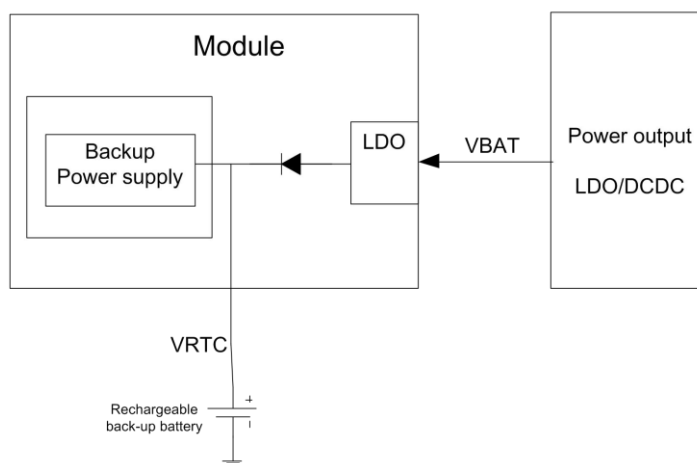 Module
Backup
Power supply
LDO
VBAT
Power output
LDO/DCDC
VRTC
Rechargeable
back-up battery
+